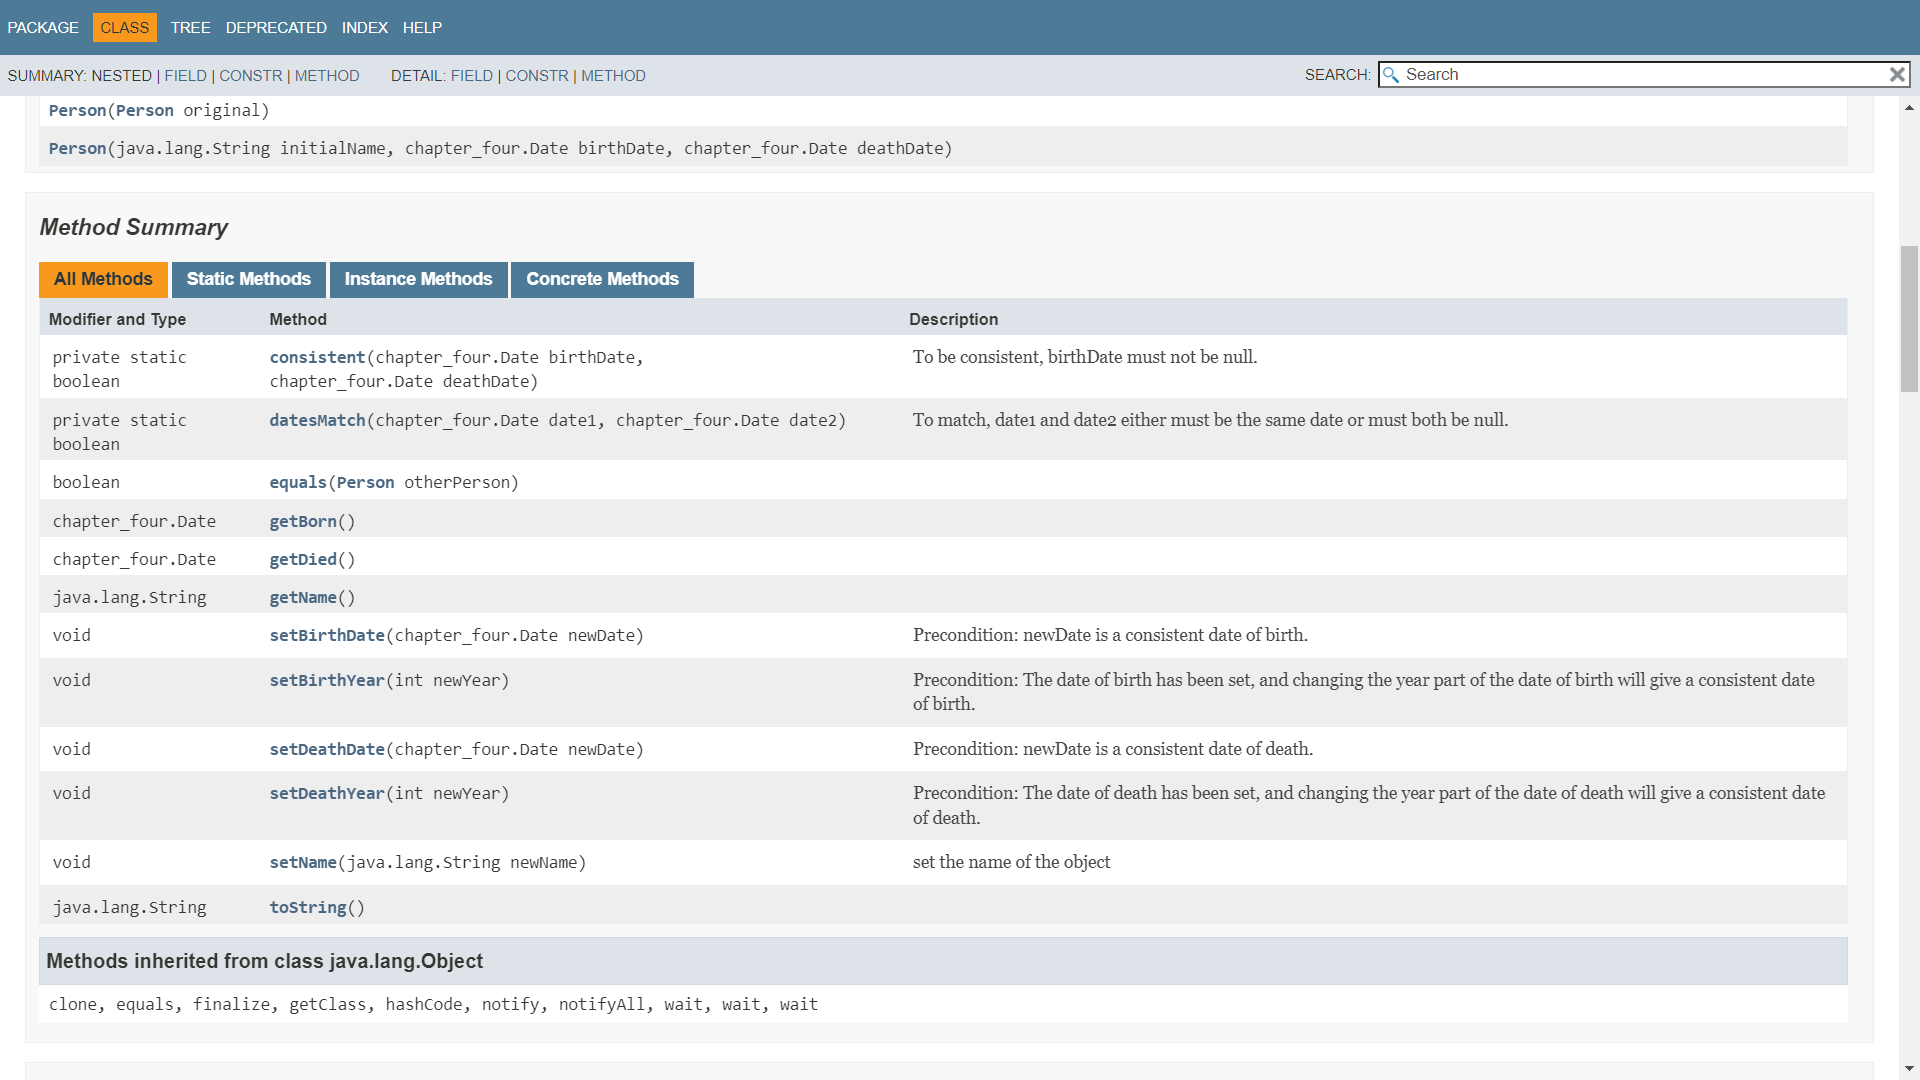 PACKAGE CLASS TREE DEPRECATED INDEX HELP
SUMMARY: NESTED | FIELD | CONSTR | METHOD DETAIL: FIELD | CONSTR | METHOD SEARCH: Search
Person(Person original)
Person(java.lang.String initialName, chapter_four.Date birthDate, chapter_four.Date deathDate)
Method Summary
All Methods Static Methods Instance Methods Concrete Methods
Modifier and Type Method Description
private static consistent(chapter_four.Date birthDate, To be consistent, birthDate must not be null.
boolean chapter_four.Date deathDate)
private static datesMatch(chapter_four.Date date1, chapter_four.Date date2) To match, date1 and date2 either must be the same date or must both be null.
boolean
boolean equals(Person otherPerson)
chapter_four.Date getBorn()
chapter_four.Date getDied()
java.lang.String getName()
void setBirthDate(chapter_four.Date newDate) Precondition: newDate is a consistent date of birth.
void setBirthYear(int newYear) Precondition: The date of birth has been set, and changing the year part of the date of birth will give a consistent date
of birth.
void setDeathDate(chapter_four.Date newDate) Precondition: newDate is a consistent date of death.
void setDeathYear(int newYear) Precondition: The date of death has been set, and changing the year part of the date of death will give a consistent date
of death.
void setName(java.lang.String newName) set the name of the object
java.lang.String toString()
Methods inherited from class java.lang.Object
clone, equals, finalize, getClass, hashCode, notify, notifyAll, wait, wait, wait